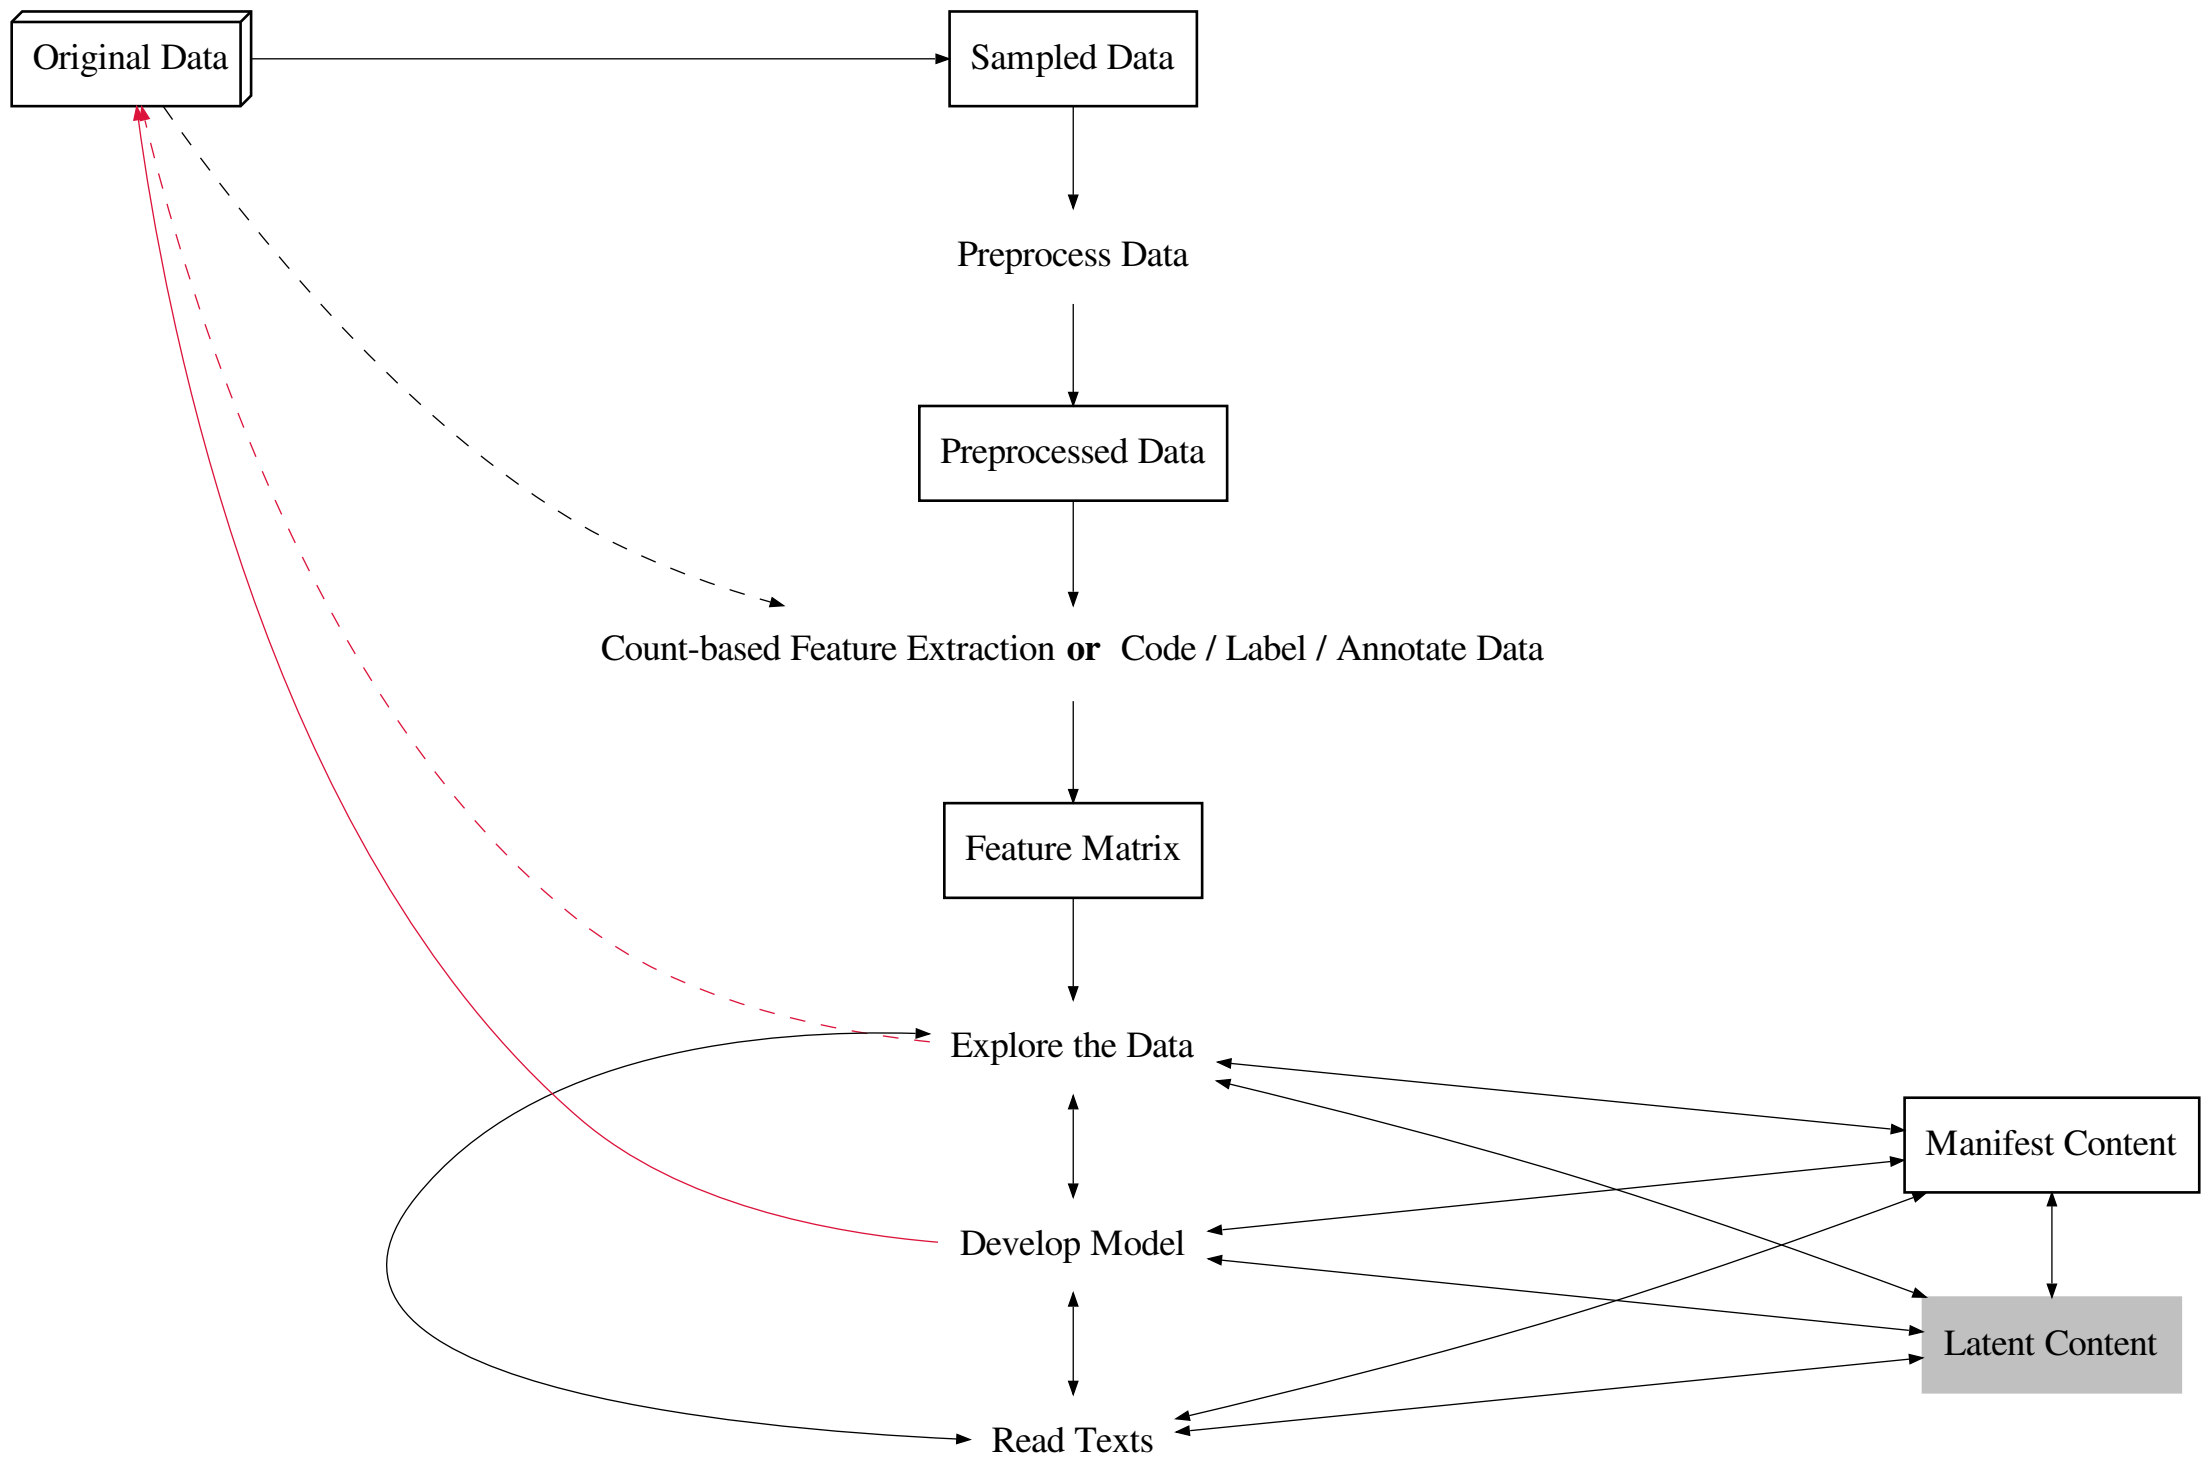 Original Data
Sampled Data
Preprocess Data
Preprocessed Data
Count-based Feature Extraction or Code / Label / Annotate Data
Feature Matrix
Explore the Data
Manifest Content
Develop Model
Latent Content
Read Texts